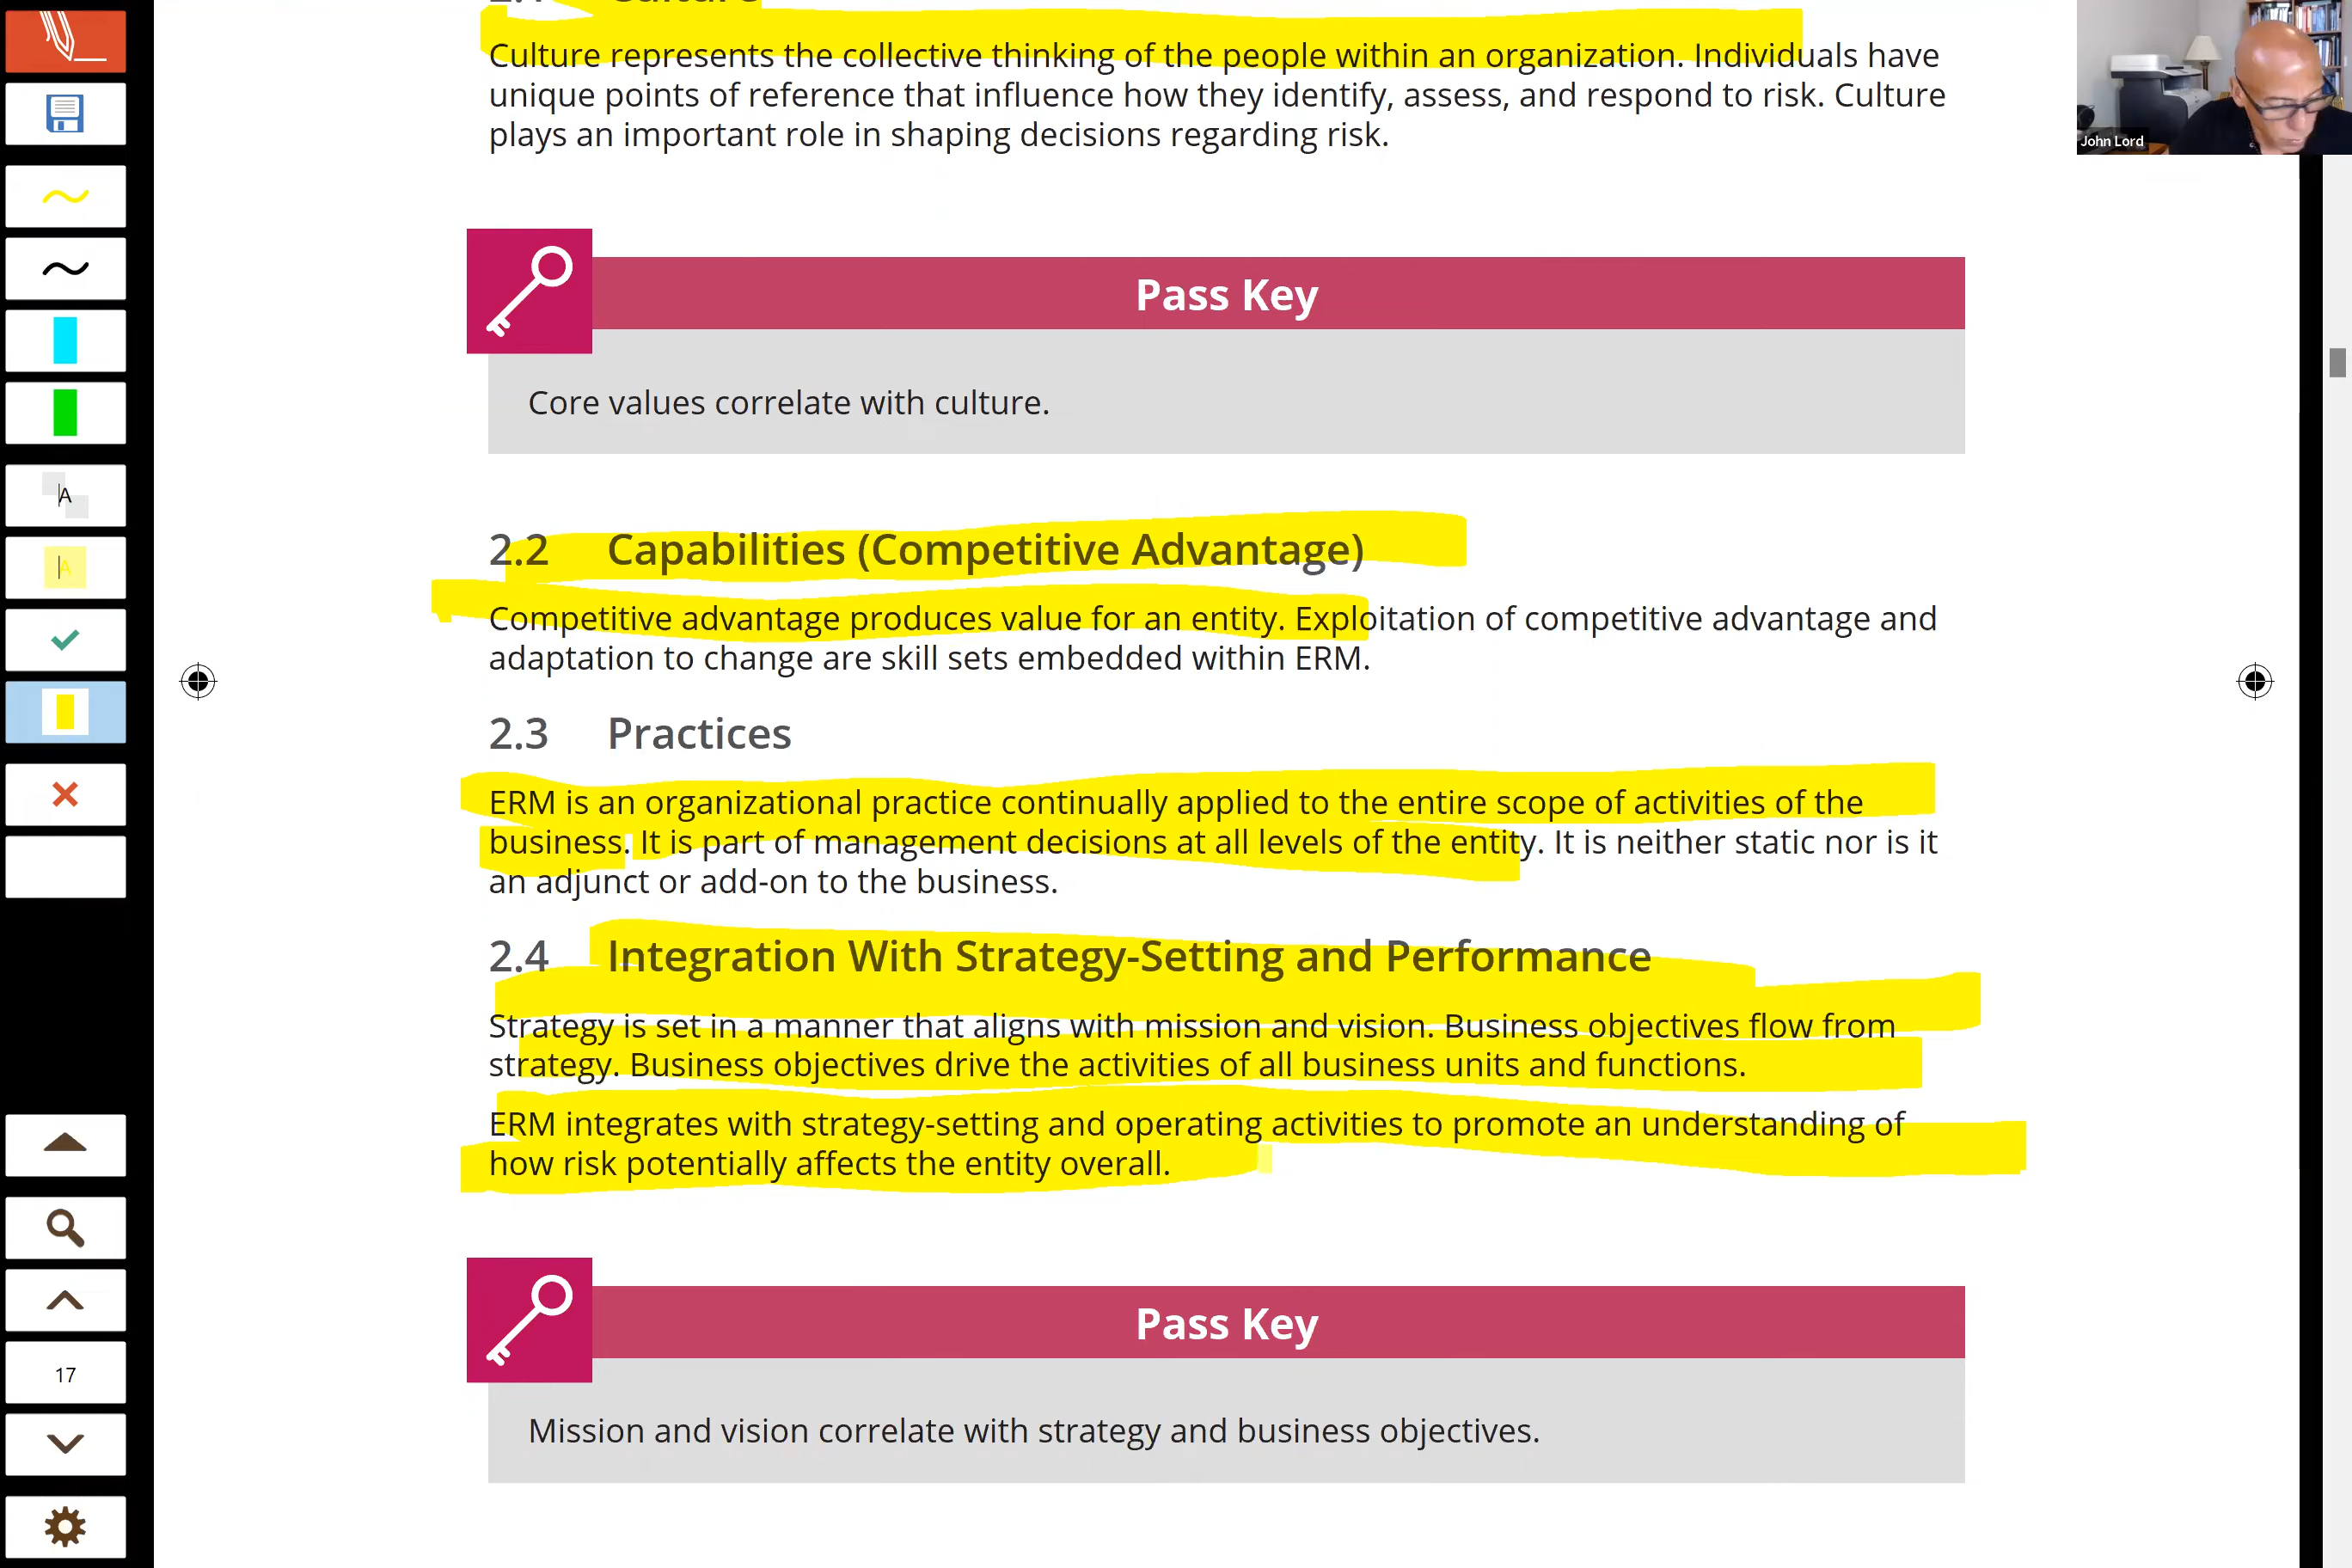 2.1 Culture
Culture represents the collective thinking of the people within an organization. Individuals have
unique points of reference that influence how they identify, assess, and respond to risk. Culture
plays an important role in shaping decisions regarding risk.
John Lord
Pass Key
Core values correlate with culture.
A
A
2.2 Capabilities (Competitive Advantage)
Competitive advantage produces value for an entity. Exploitation of competitive advantage and
adaptation to change are skill sets embedded within ERM.
2.3 Practices
ERM is an organizational practice continually applied to the entire scope of activities of the
business. It is part of management decisions at all levels of the entity. It is neither static nor is it
an adjunct or add-on to the business.
2.4 Integration With Strategy-Setting and Performance
Strategy is set in a manner that aligns with mission and vision. Business objectives flow from
strategy. Business objectives drive the activities of all business units and functions.
ERM integrates with strategy-setting and operating activities to promote an understanding of
how risk potentially affects the entity overall.
Pass Key
17
Mission and vision correlate with strategy and business objectives.